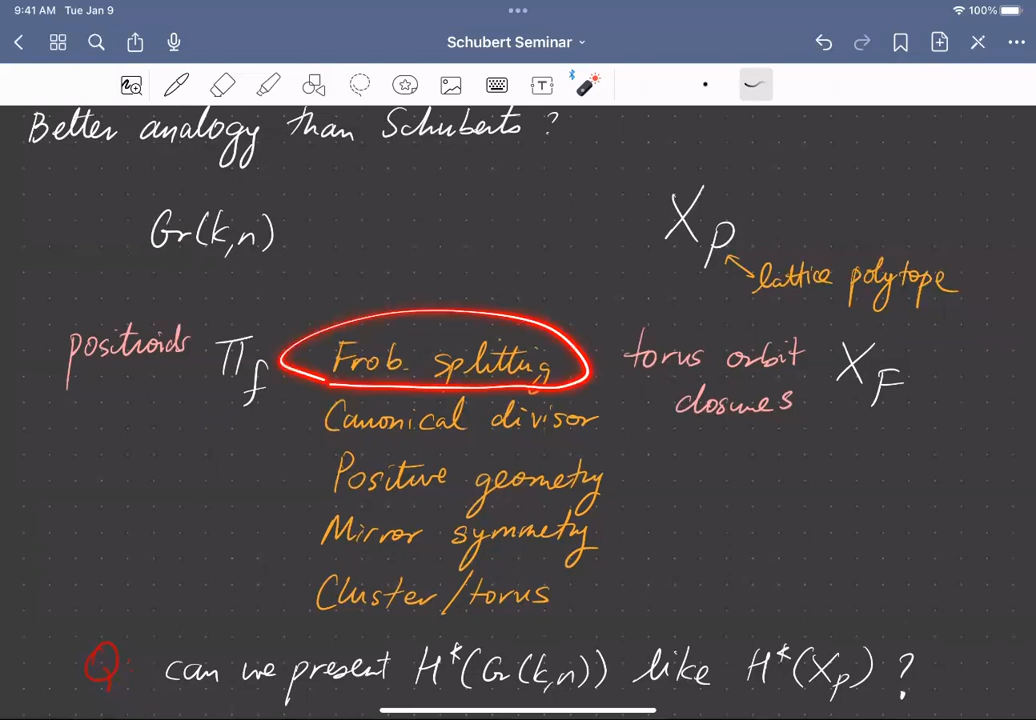 9:41 AM Tue Jan 9
100%
Schubert Seminar
Better analogy than Schuberts ?
Gr(k,n)
X_P
lattice polytope
positroids Π_f Frob. splitting torus orbit closures X_F
Canonical divisor
Positive geometry
Mirror symmetry
Cluster/torus
Q: can we present H*(Gr(k,n)) like H*(X_P) ?